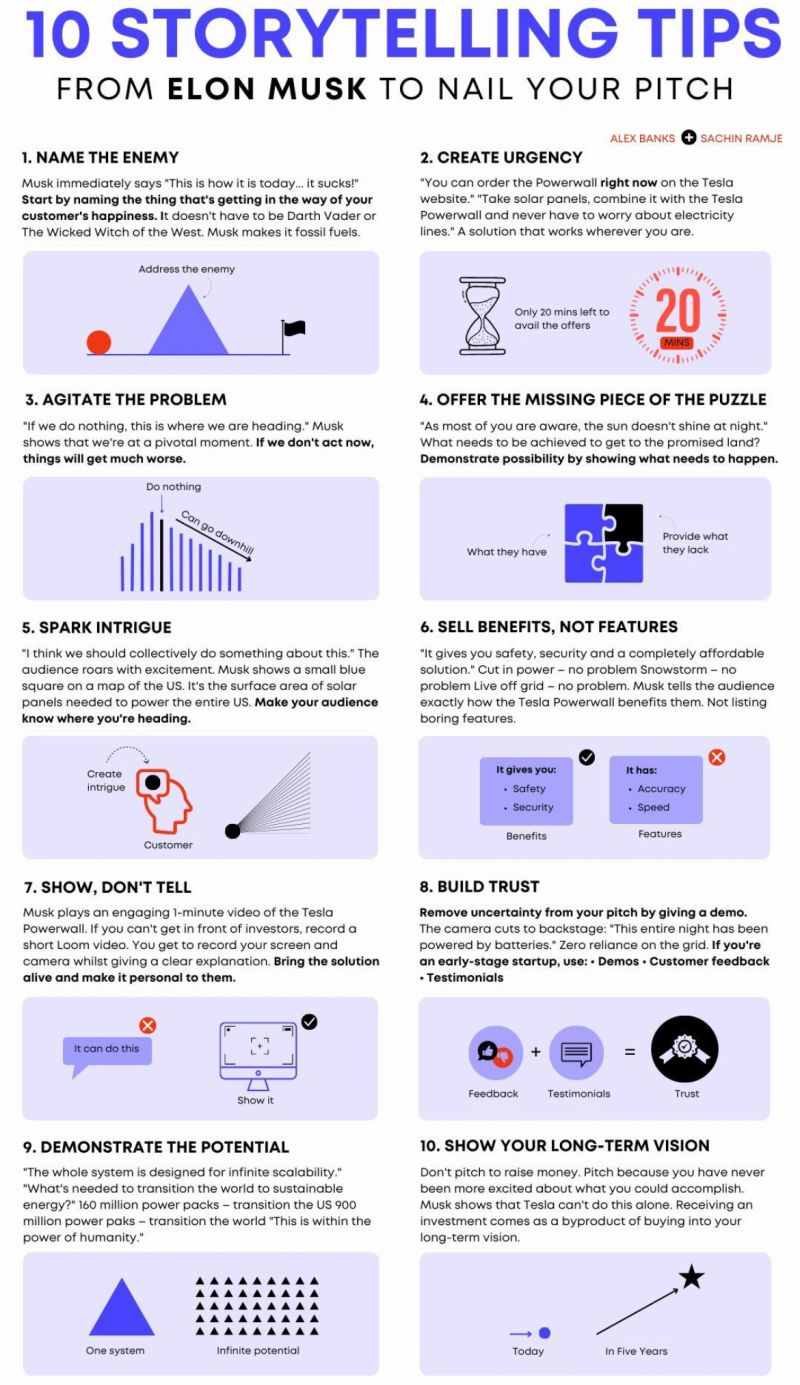 10 STORYTELLING TIPS
FROM ELON MUSK TO NAIL YOUR PITCH
ALEX BANKS + SACHIN RAMJE
1. NAME THE ENEMY
Musk immediately says "This is how it is today... it sucks!"
Start by naming the thing that's getting in the way of your
customer's happiness. It doesn't have to be Darth Vader or
The Wicked Witch of the West. Musk makes it fossil fuels.
Address the enemy
2. CREATE URGENCY
"You can order the Powerwall right now on the Tesla
website." "Take solar panels, combine it with the Tesla
Powerwall and never have to worry about electricity
lines." A solution that works wherever you are.
Only 20 mins left to
avail the offers
20
MINS
3. AGITATE THE PROBLEM
"If we do nothing, this is where we are heading." Musk
shows that we're at a pivotal moment. If we don't act now,
things will get much worse.
Do nothing
Can go downhill
4. OFFER THE MISSING PIECE OF THE PUZZLE
"As most of you are aware, the sun doesn't shine at night."
What needs to be achieved to get to the promised land?
Demonstrate possibility by showing what needs to happen.
What they have
Provide what
they lack
5. SPARK INTRIGUE
"I think we should collectively do something about this." The
audience roars with excitement. Musk shows a small blue
square on a map of the US. It's the surface area of solar
panels needed to power the entire US. Make your audience
know where you're heading.
Create
intrigue
Customer
6. SELL BENEFITS, NOT FEATURES
"It gives you safety, security and a completely affordable
solution." Cut in power – no problem Snowstorm – no
problem Live off grid – no problem. Musk tells the audience
exactly how the Tesla Powerwall benefits them. Not listing
boring features.
It gives you:
• Safety
• Security
Benefits
It has:
• Accuracy
• Speed
Features
7. SHOW, DON'T TELL
Musk plays an engaging 1-minute video of the Tesla
Powerwall. If you can't get in front of investors, record a
short Loom video. You get to record your screen and
camera whilst giving a clear explanation. Bring the solution
alive and make it personal to them.
It can do this
Show it
8. BUILD TRUST
Remove uncertainty from your pitch by giving a demo.
The camera cuts to backstage: "This entire night has been
powered by batteries." Zero reliance on the grid. If you're
an early-stage startup, use: • Demos • Customer feedback
• Testimonials
+
=
Feedback
Testimonials
Trust
9. DEMONSTRATE THE POTENTIAL
"The whole system is designed for infinite scalability."
"What's needed to transition the world to sustainable
energy?" 160 million power packs – transition the US 900
million power paks – transition the world "This is within the
power of humanity."
One system
Infinite potential
10. SHOW YOUR LONG-TERM VISION
Don't pitch to raise money. Pitch because you have never
been more excited about what you could accomplish.
Musk shows that Tesla can't do this alone. Receiving an
investment comes as a byproduct of buying into your
long-term vision.
Today
In Five Years